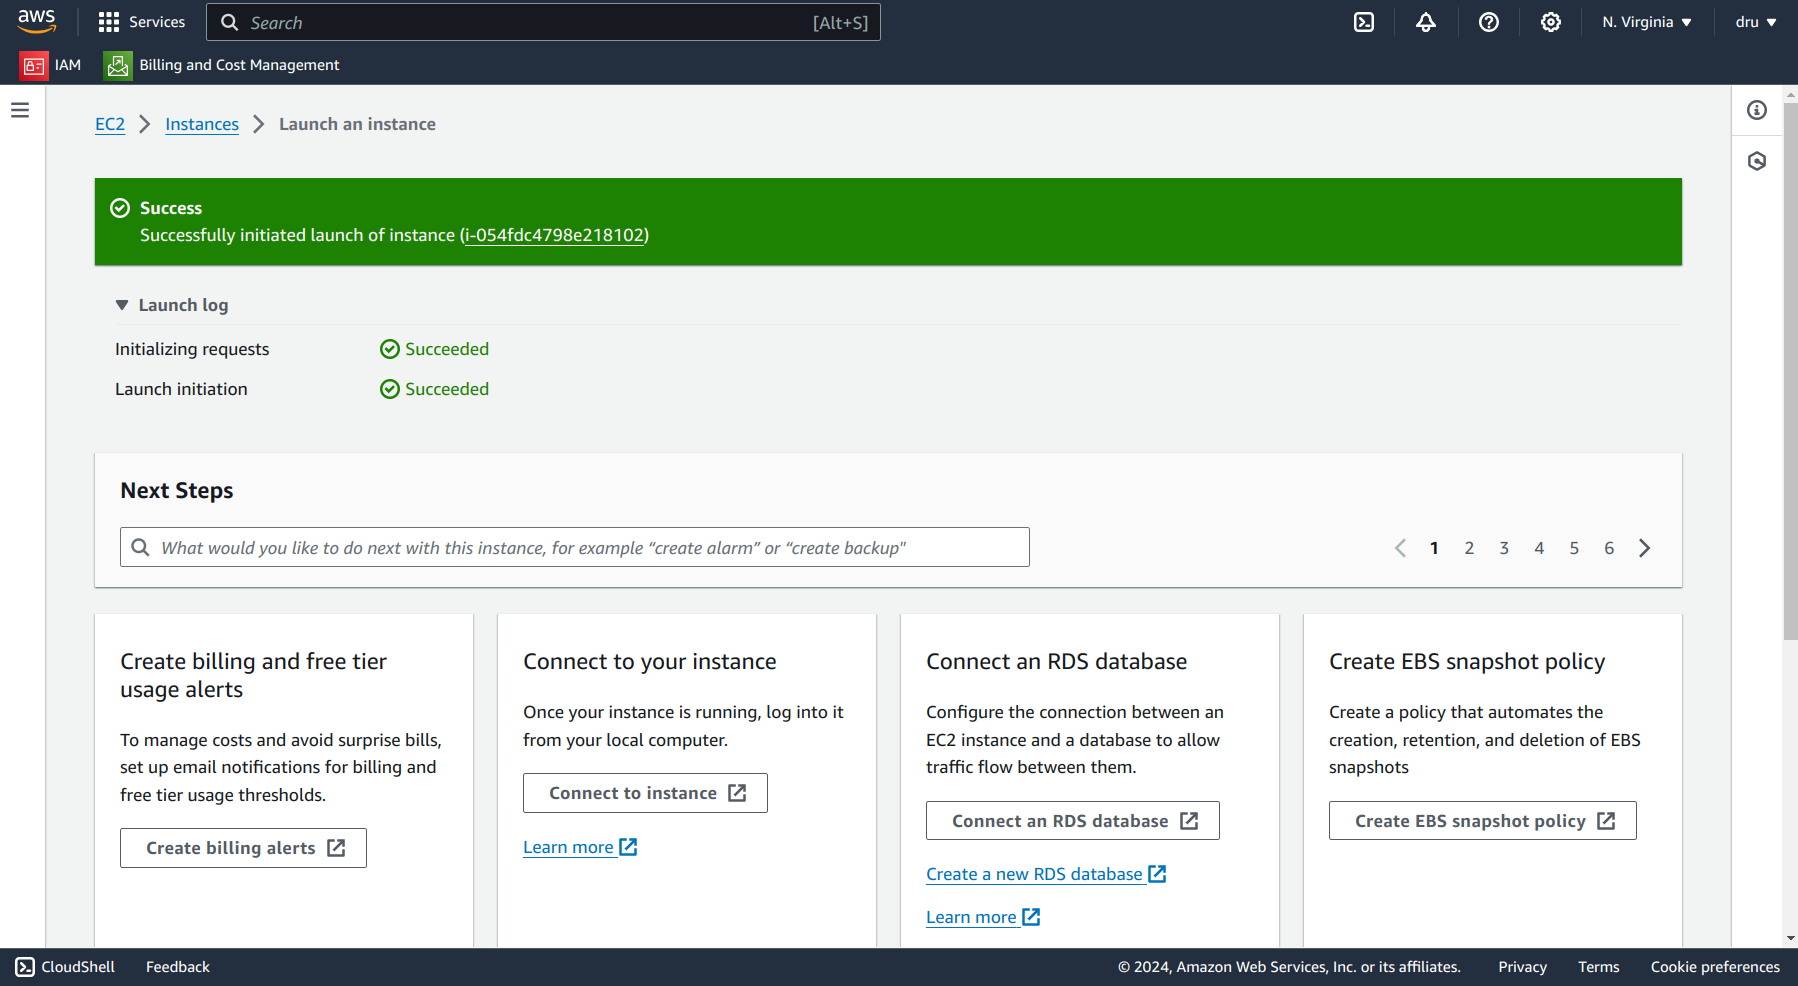 aws
Services
Search
[Alt+S]
N. Virginia
dru
IAM
Billing and Cost Management
EC2
Instances
Launch an instance
Success
Successfully initiated launch of instance (i-054fdc4798e218102)
Launch log
Initializing requests
Succeeded
Launch initiation
Succeeded
Next Steps
What would you like to do next with this instance, for example “create alarm” or “create backup"
1 2 3 4 5 6
Create billing and free tier
usage alerts
To manage costs and avoid surprise bills,
set up email notifications for billing and
free tier usage thresholds.
Create billing alerts
Connect to your instance
Once your instance is running, log into it
from your local computer.
Connect to instance
Learn more
Connect an RDS database
Configure the connection between an
EC2 instance and a database to allow
traffic flow between them.
Connect an RDS database
Create a new RDS database
Learn more
Create EBS snapshot policy
Create a policy that automates the
creation, retention, and deletion of EBS
snapshots
Create EBS snapshot policy
CloudShell
Feedback
© 2024, Amazon Web Services, Inc. or its affiliates.
Privacy
Terms
Cookie preferences